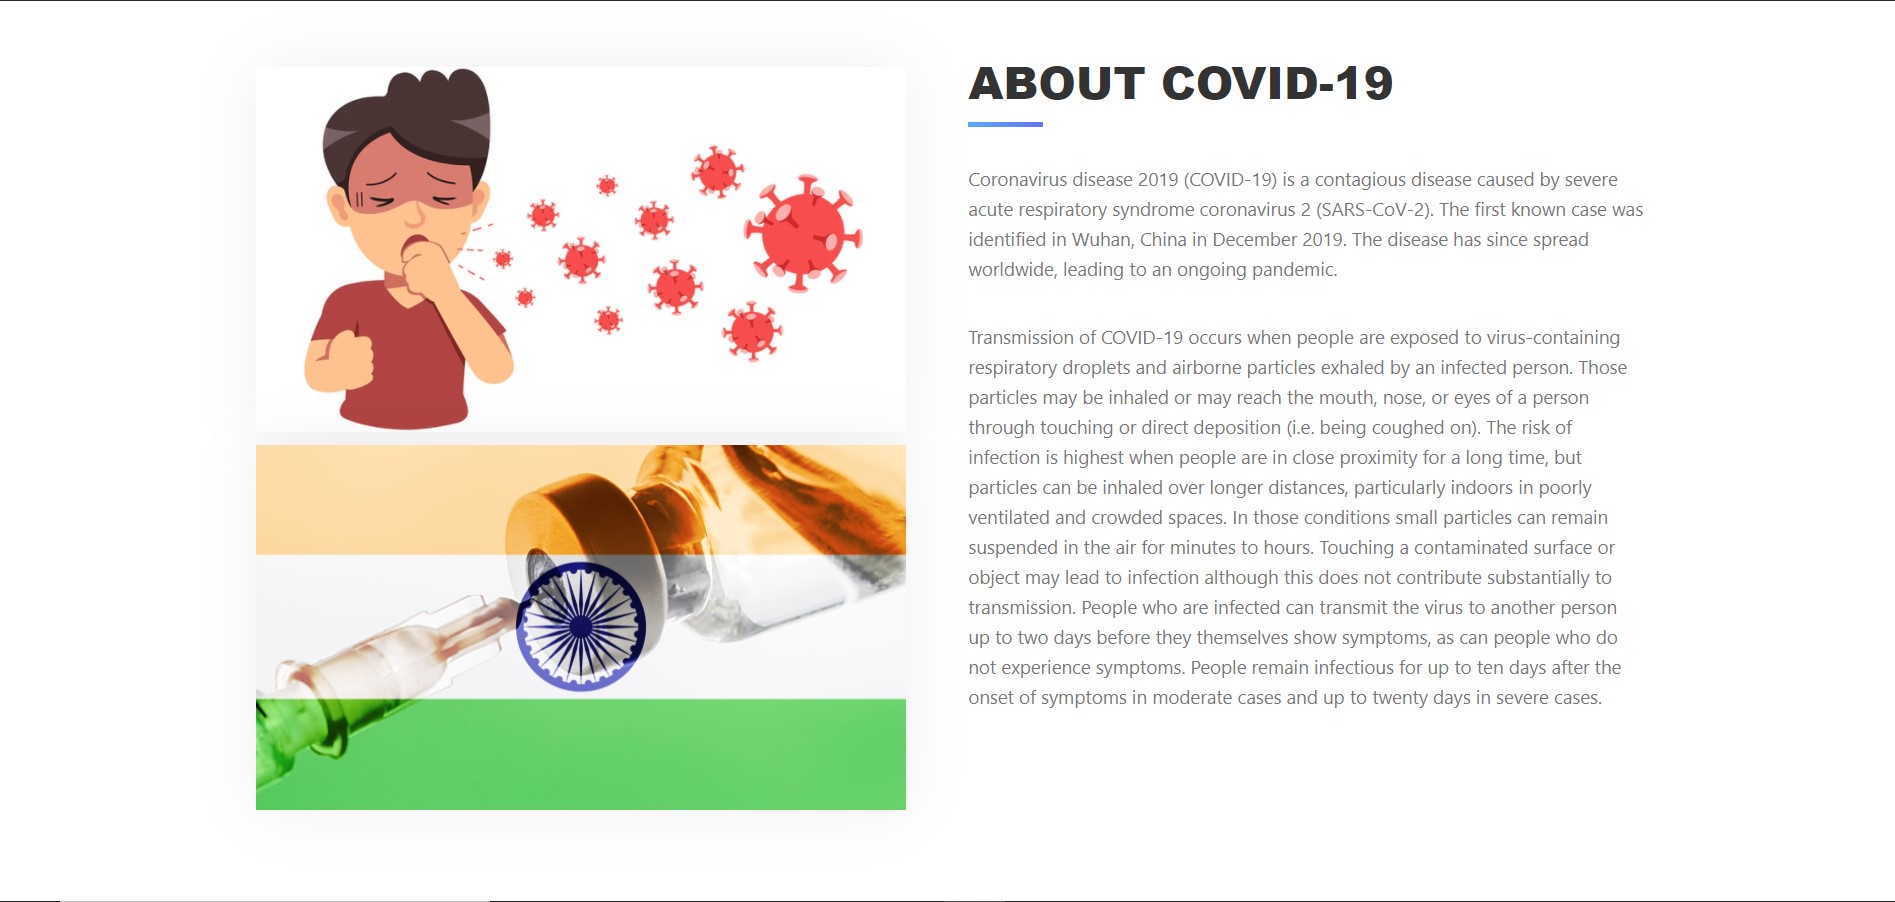 ABOUT COVID-19
Coronavirus disease 2019 (COVID-19) is a contagious disease caused by severe
acute respiratory syndrome coronavirus 2 (SARS-CoV-2). The first known case was
identified in Wuhan, China in December 2019. The disease has since spread
worldwide, leading to an ongoing pandemic.
Transmission of COVID-19 occurs when people are exposed to virus-containing
respiratory droplets and airborne particles exhaled by an infected person. Those
particles may be inhaled or may reach the mouth, nose, or eyes of a person
through touching or direct deposition (i.e. being coughed on). The risk of
infection is highest when people are in close proximity for a long time, but
particles can be inhaled over longer distances, particularly indoors in poorly
ventilated and crowded spaces. In those conditions small particles can remain
suspended in the air for minutes to hours. Touching a contaminated surface or
object may lead to infection although this does not contribute substantially to
transmission. People who are infected can transmit the virus to another person
up to two days before they themselves show symptoms, as can people who do
not experience symptoms. People remain infectious for up to ten days after the
onset of symptoms in moderate cases and up to twenty days in severe cases.